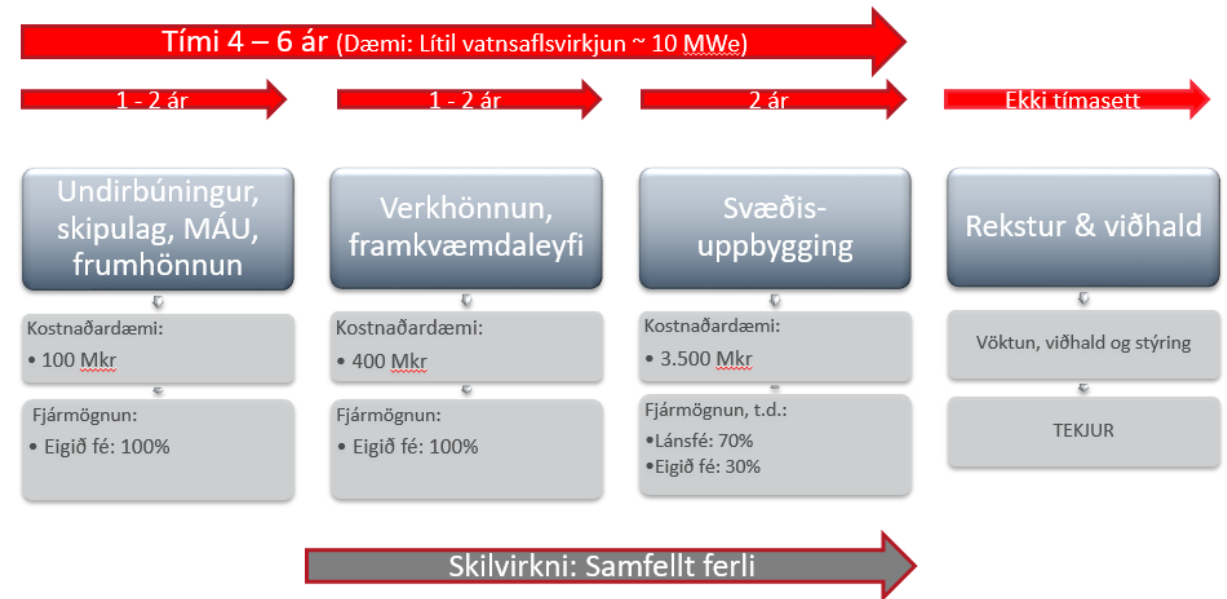 Tími 4 – 6 ár (Dæmi: Lítil vatnsaflsvirkjun ~ 10 MWe)
1 - 2 ár
1 - 2 ár
2 ár
Ekki tímasett
Undirbúningur,
skipulag, MÁU,
frumhönnun
Kostnaðardæmi:
• 100 Mkr
Fjármögnun:
• Eigið fé: 100%
Verkhönnun,
framkvæmdaleyfi
Kostnaðardæmi:
• 400 Mkr
Fjármögnun:
• Eigið fé: 100%
Svæðis-
uppbygging
Kostnaðardæmi:
• 3.500 Mkr
Fjármögnun, t.d.:
•Lánsfé: 70%
•Eigið fé: 30%
Rekstur & viðhald
Vöktun, viðhald og stýring
TEKJUR
Skilvirkni: Samfellt ferli